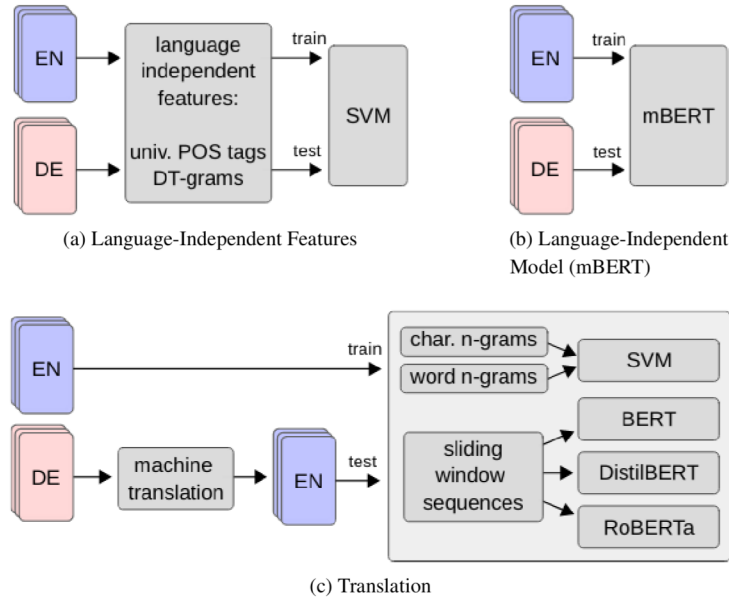 EN
DE
language
independent
features:
univ. POS tags
DT-grams
train
test
SVM
(a) Language-Independent Features
EN
DE
train
test
mBERT
(b) Language-Independent
Model (mBERT)
EN
train
DE
machine
translation
EN
test
char. n-grams
word n-grams
SVM
sliding
window
sequences
BERT
DistilBERT
RoBERTa
(c) Translation